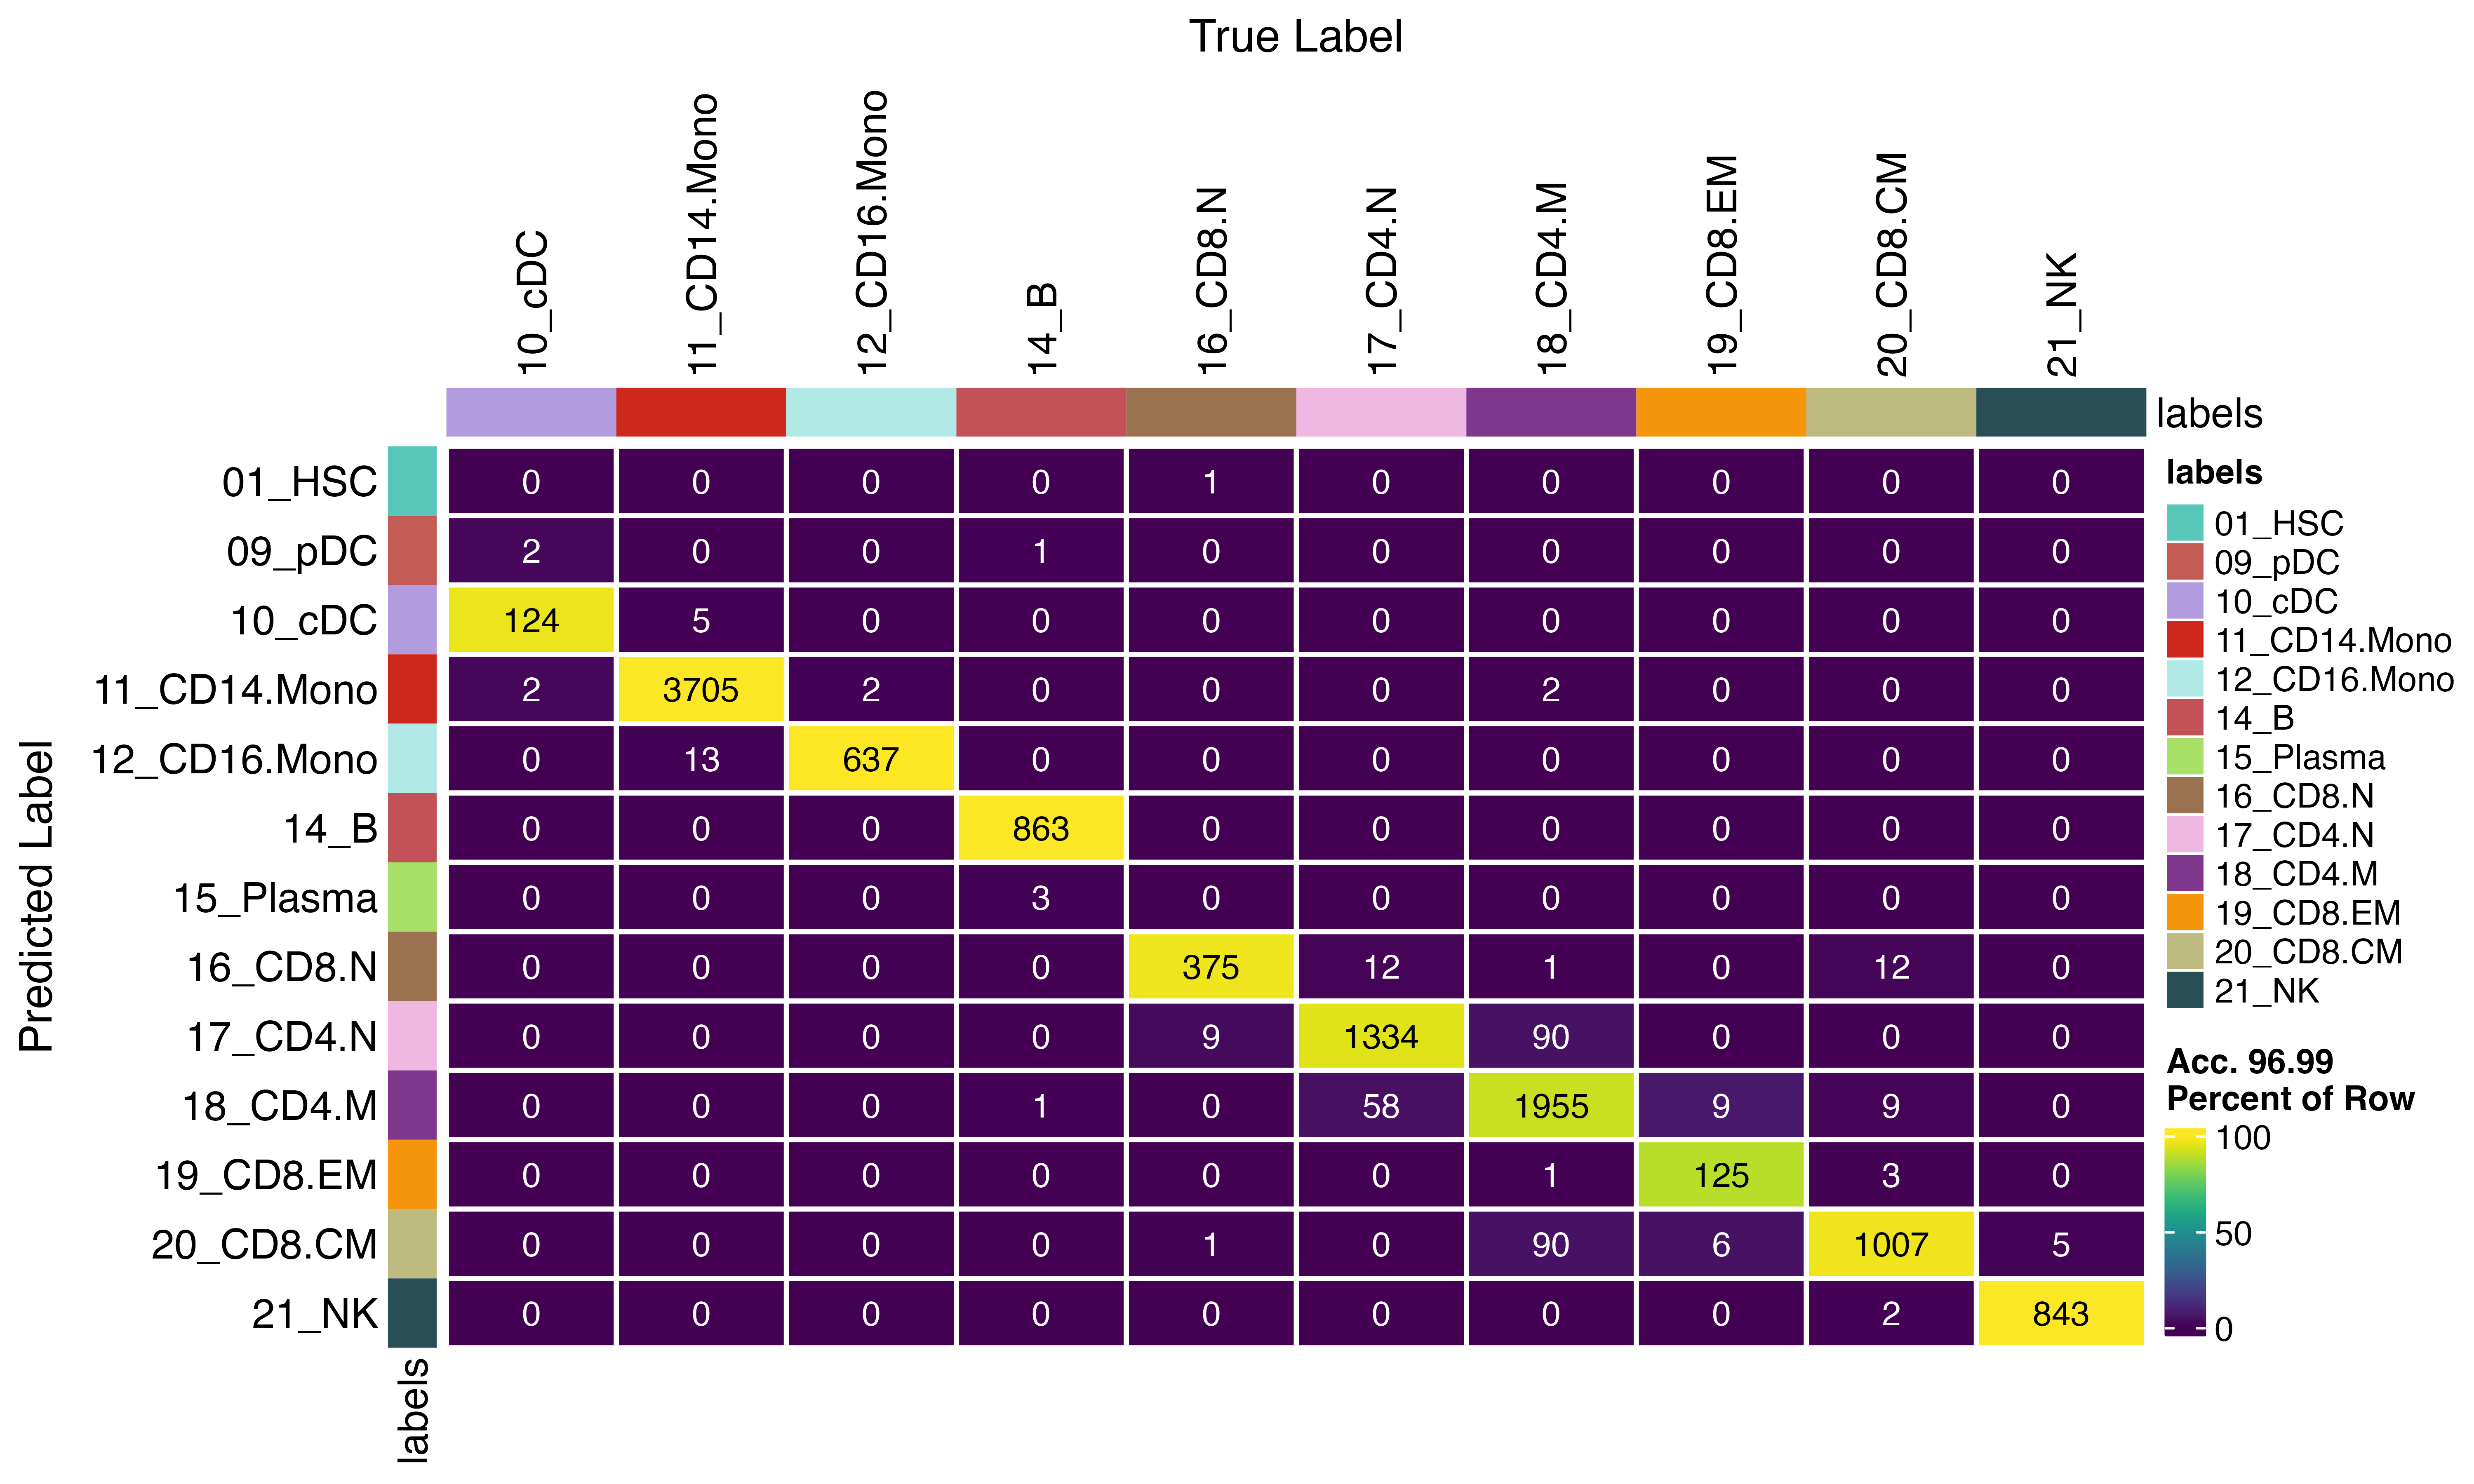 True Label
10_cDC
11_CD14.Mono
12_CD16.Mono
14_B
16_CD8.N
17_CD4.N
18_CD4.M
19_CD8.EM
20_CD8.CM
21_NK
labels
Predicted Label
01_HSC 0 0 0 0 1 0 0 0 0 0
09_pDC 2 0 0 1 0 0 0 0 0 0
10_cDC 124 5 0 0 0 0 0 0 0 0
11_CD14.Mono 2 3705 2 0 0 0 2 0 0 0
12_CD16.Mono 0 13 637 0 0 0 0 0 0 0
14_B 0 0 0 863 0 0 0 0 0 0
15_Plasma 0 0 0 3 0 0 0 0 0 0
16_CD8.N 0 0 0 0 375 12 1 0 12 0
17_CD4.N 0 0 0 0 9 1334 90 0 0 0
18_CD4.M 0 0 0 1 0 58 1955 9 9 0
19_CD8.EM 0 0 0 0 0 0 1 125 3 0
20_CD8.CM 0 0 0 0 1 0 90 6 1007 5
21_NK 0 0 0 0 0 0 0 0 2 843
labels
labels
01_HSC
09_pDC
10_cDC
11_CD14.Mono
12_CD16.Mono
14_B
15_Plasma
16_CD8.N
17_CD4.N
18_CD4.M
19_CD8.EM
20_CD8.CM
21_NK
Acc. 96.99
Percent of Row
100
50
0